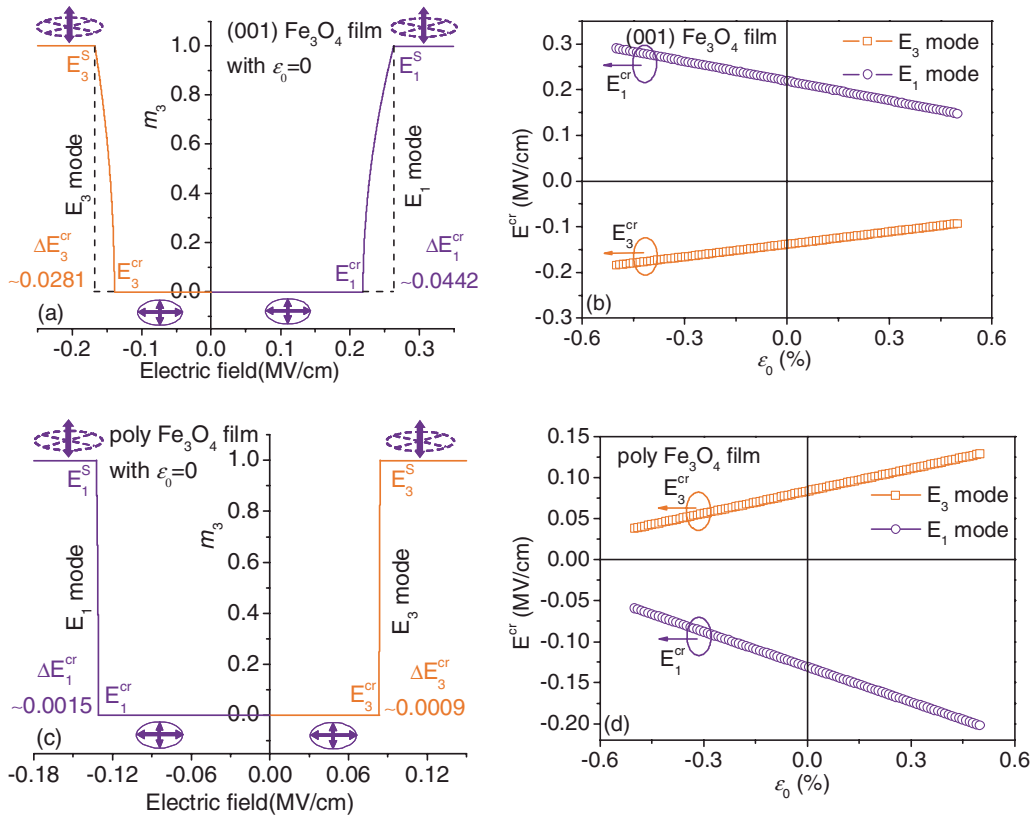 (001) Fe₃O₄ film
with ε₀=0
E₃ˢ
E₁ˢ
m₃
1.0
0.8
0.6
0.4
0.2
0.0
E₃ mode
E₁ mode
ΔE₃ᶜʳ
~0.0281
E₃ᶜʳ
E₁ᶜʳ
ΔE₁ᶜʳ
~0.0442
(a)
-0.2 -0.1 0.0 0.1 0.2 0.3
Electric field(MV/cm)
(001) Fe₃O₄ film
E₃ mode
E₁ mode
E₁ᶜʳ
E₃ᶜʳ
Eᶜʳ (MV/cm)
0.3
0.2
0.1
0.0
-0.1
-0.2
-0.3
(b)
-0.6 -0.3 0.0 0.3 0.6
ε₀ (%)
poly Fe₃O₄ film
with ε₀=0
E₁ˢ
E₃ˢ
m₃
1.0
0.8
0.6
0.4
0.2
0.0
E₁ mode
E₃ mode
ΔE₁ᶜʳ
~0.0015
E₁ᶜʳ
E₃ᶜʳ
ΔE₃ᶜʳ
~0.0009
(c)
-0.18 -0.12 -0.06 0.00 0.06 0.12
Electric field(MV/cm)
poly Fe₃O₄ film
E₃ᶜʳ
E₃ mode
E₁ mode
E₁ᶜʳ
Eᶜʳ (MV/cm)
0.15
0.10
0.05
0.00
-0.05
-0.10
-0.15
-0.20
(d)
-0.6 -0.3 0.0 0.3 0.6
ε₀ (%)